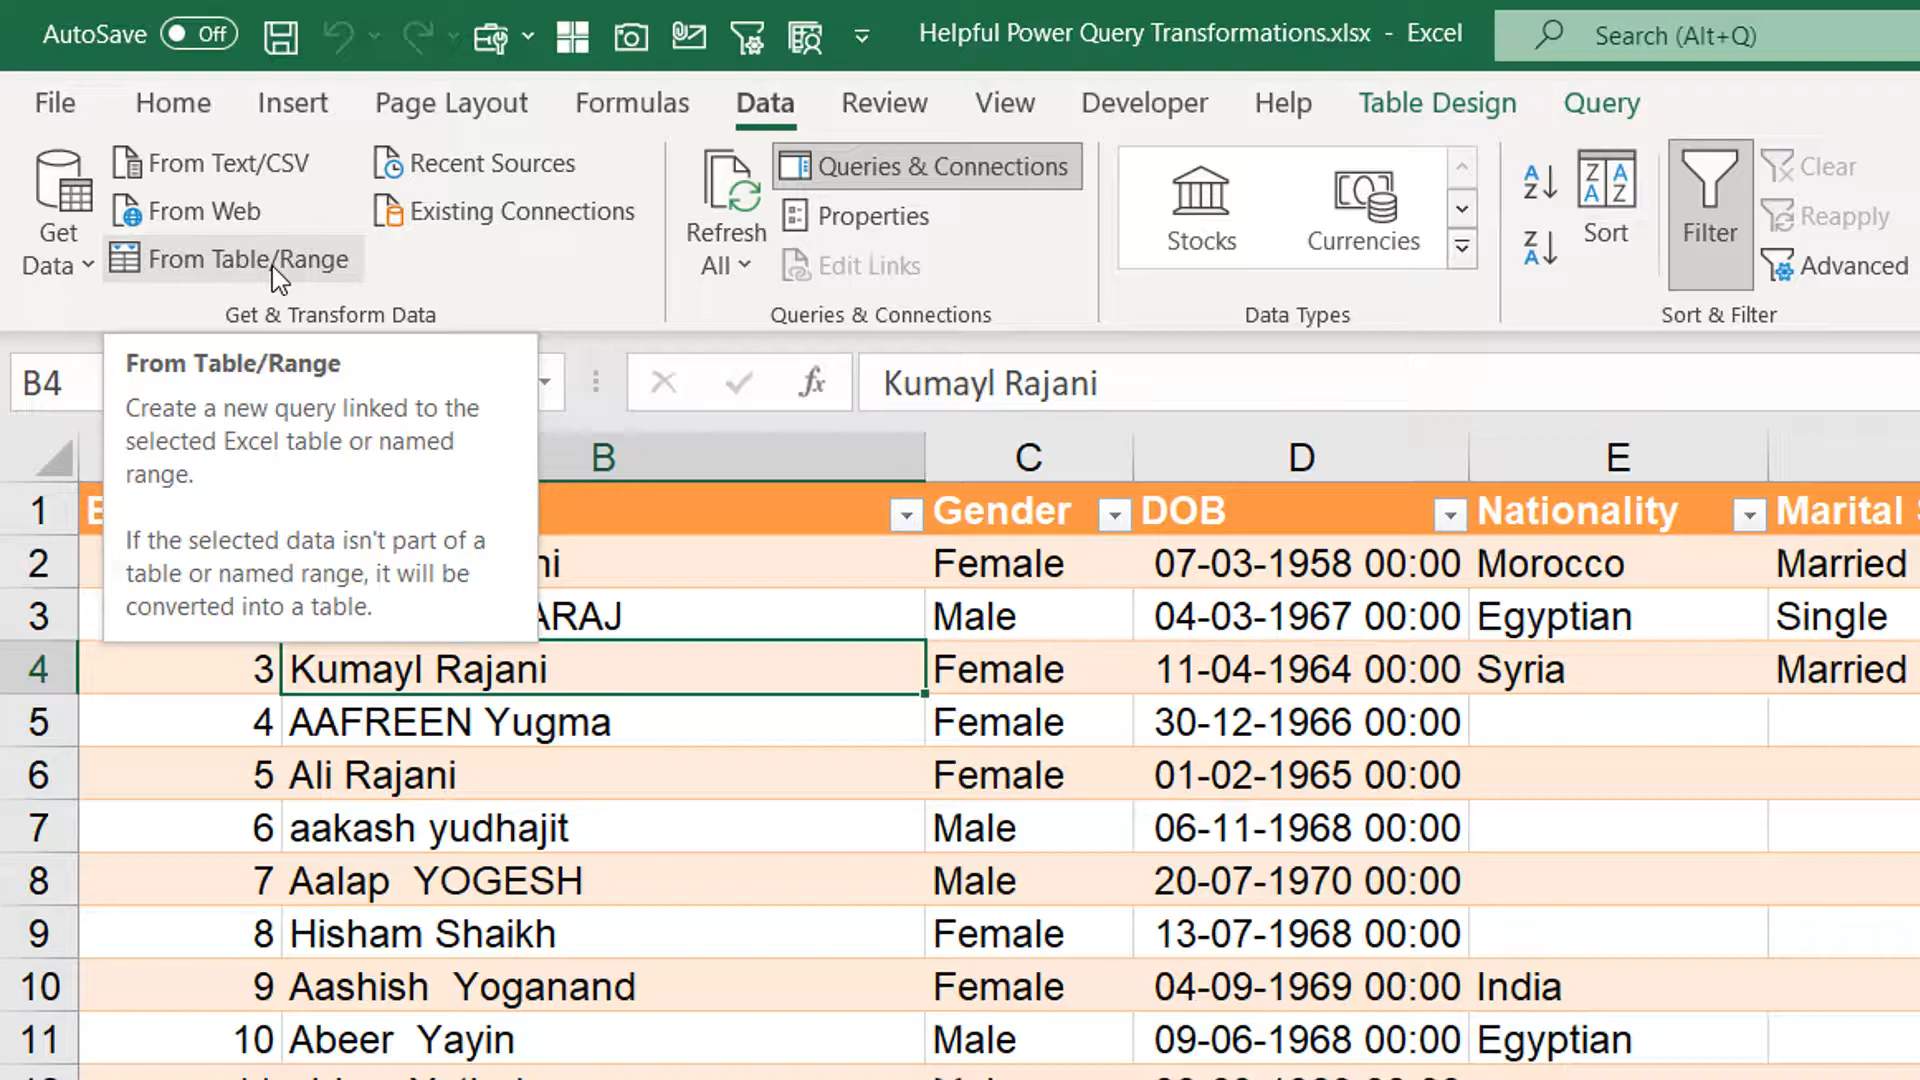 AutoSave Off Helpful Power Query Transformations.xlsx - Excel Search (Alt+Q)
File Home Insert Page Layout Formulas Data Review View Developer Help Table Design Query
Get Data
From Text/CSV
From Web
From Table/Range
Recent Sources
Existing Connections
Get & Transform Data
Refresh All
Queries & Connections
Properties
Edit Links
Queries & Connections
Stocks Currencies
Data Types
Sort Filter
Clear
Reapply
Advanced
Sort & Filter
B4 fx Kumayl Rajani
From Table/Range
Create a new query linked to the
selected Excel table or named
range.
If the selected data isn't part of a
table or named range, it will be
converted into a table.
B C D E
1 Gender DOB Nationality Marital
2 Female 07-03-1958 00:00 Morocco Married
3 ARAJ Male 04-03-1967 00:00 Egyptian Single
4 3 Kumayl Rajani Female 11-04-1964 00:00 Syria Married
5 4 AAFREEN Yugma Female 30-12-1966 00:00
6 5 Ali Rajani Female 01-02-1965 00:00
7 6 aakash yudhajit Male 06-11-1968 00:00
8 7 Aalap  YOGESH Male 20-07-1970 00:00
9 8 Hisham Shaikh Female 13-07-1968 00:00
10 9 Aashish  Yoganand Female 04-09-1969 00:00 India
11 10 Abeer  Yayin Male 09-06-1968 00:00 Egyptian